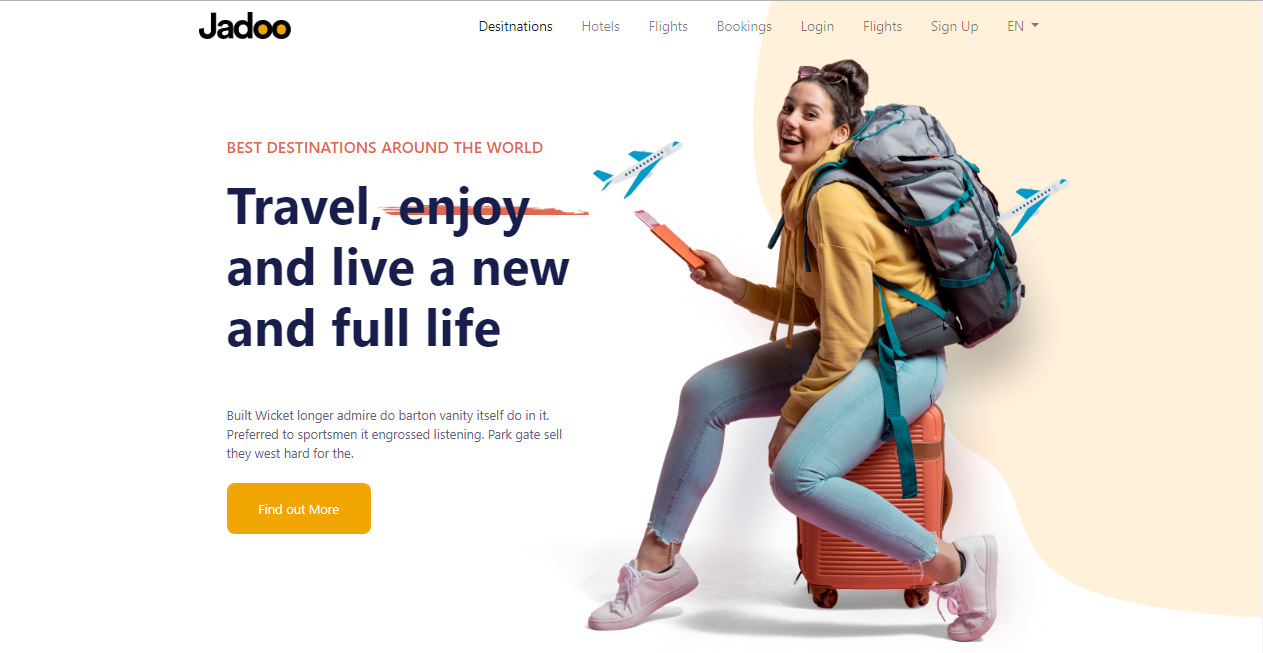 Jadoo
Desitnations Hotels Flights Bookings Login Flights Sign Up EN
BEST DESTINATIONS AROUND THE WORLD
Travel, enjoy
and live a new
and full life
Built Wicket longer admire do barton vanity itself do in it.
Preferred to sportsmen it engrossed listening. Park gate sell
they west hard for the.
Find out More